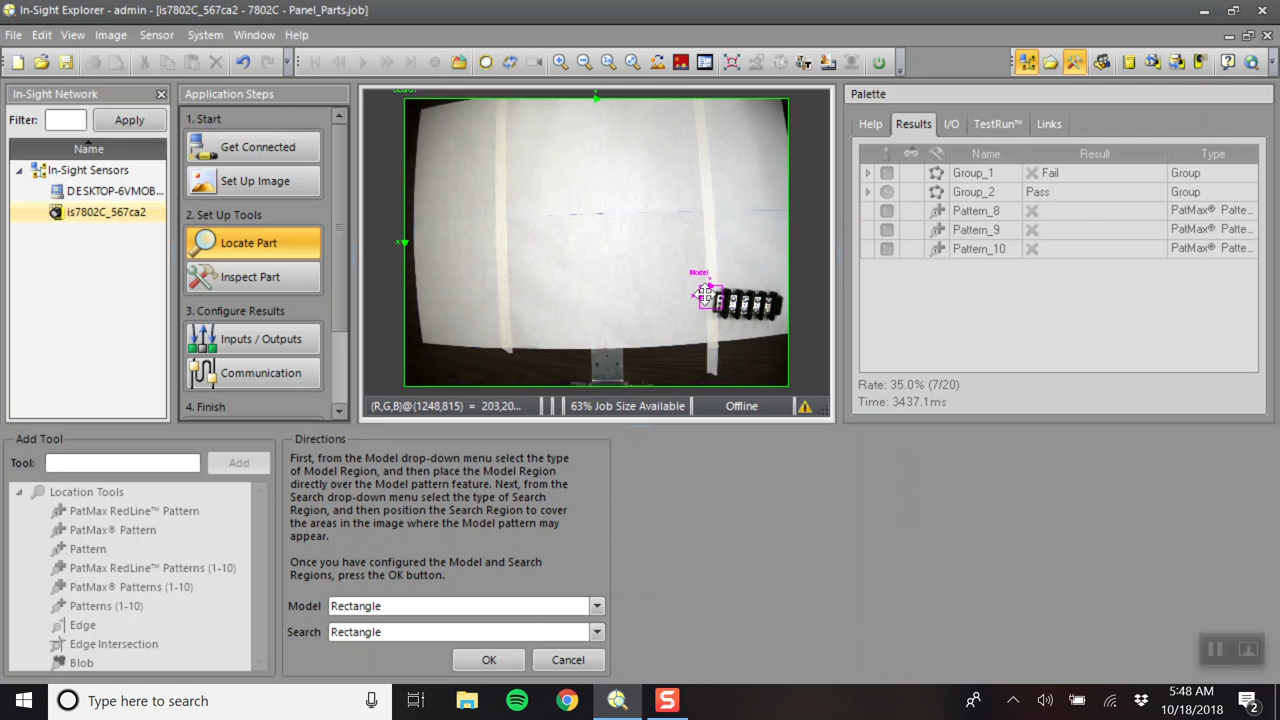 In-Sight Explorer - admin - [is7802C_567ca2 - 7802C - Panel_Parts.job]
File Edit View Image Sensor System Window Help
In-Sight Network
Filter: Apply
Name
In-Sight Sensors
DESKTOP-6VMOB...
is7802C_567ca2
Application Steps
1. Start
Get Connected
Set Up Image
2. Set Up Tools
Locate Part
Inspect Part
3. Configure Results
Inputs / Outputs
Communication
4. Finish
Model
(R,G,B)@(1248,815) = 203,20... 63% Job Size Available Offline
Palette
Help Results I/O TestRun™ Links
Name Result Type
Group_1 Fail Group
Group_2 Pass Group
Pattern_8 PatMax® Patte...
Pattern_9 PatMax® Patte...
Pattern_10 PatMax® Patte...
Rate: 35.0% (7/20)
Time: 3437.1ms
Add Tool
Tool: Add
Location Tools
PatMax RedLine™ Pattern
PatMax® Pattern
Pattern
PatMax RedLine™ Patterns (1-10)
PatMax® Patterns (1-10)
Patterns (1-10)
Edge
Edge Intersection
Blob
Directions
First, from the Model drop-down menu select the type
of Model Region, and then place the Model Region
directly over the Model pattern feature. Next, from the
Search drop-down menu select the type of Search
Region, and then position the Search Region to cover
the areas in the image where the Model pattern may
appear.
Once you have configured the Model and Search
Regions, press the OK button.
Model Rectangle
Search Rectangle
OK Cancel
Type here to search
5:48 AM
10/18/2018
2